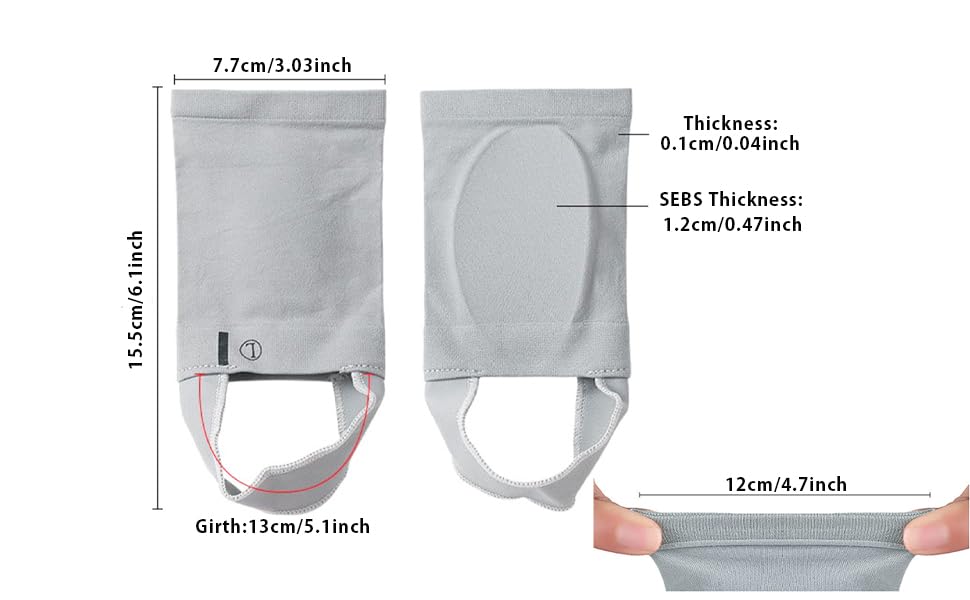 7.7cm/3.03inch
Thickness:
0.1cm/0.04inch
SEBS Thickness:
1.2cm/0.47inch
15.5cm/6.1inch
L
12cm/4.7inch
Girth:13cm/5.1inch